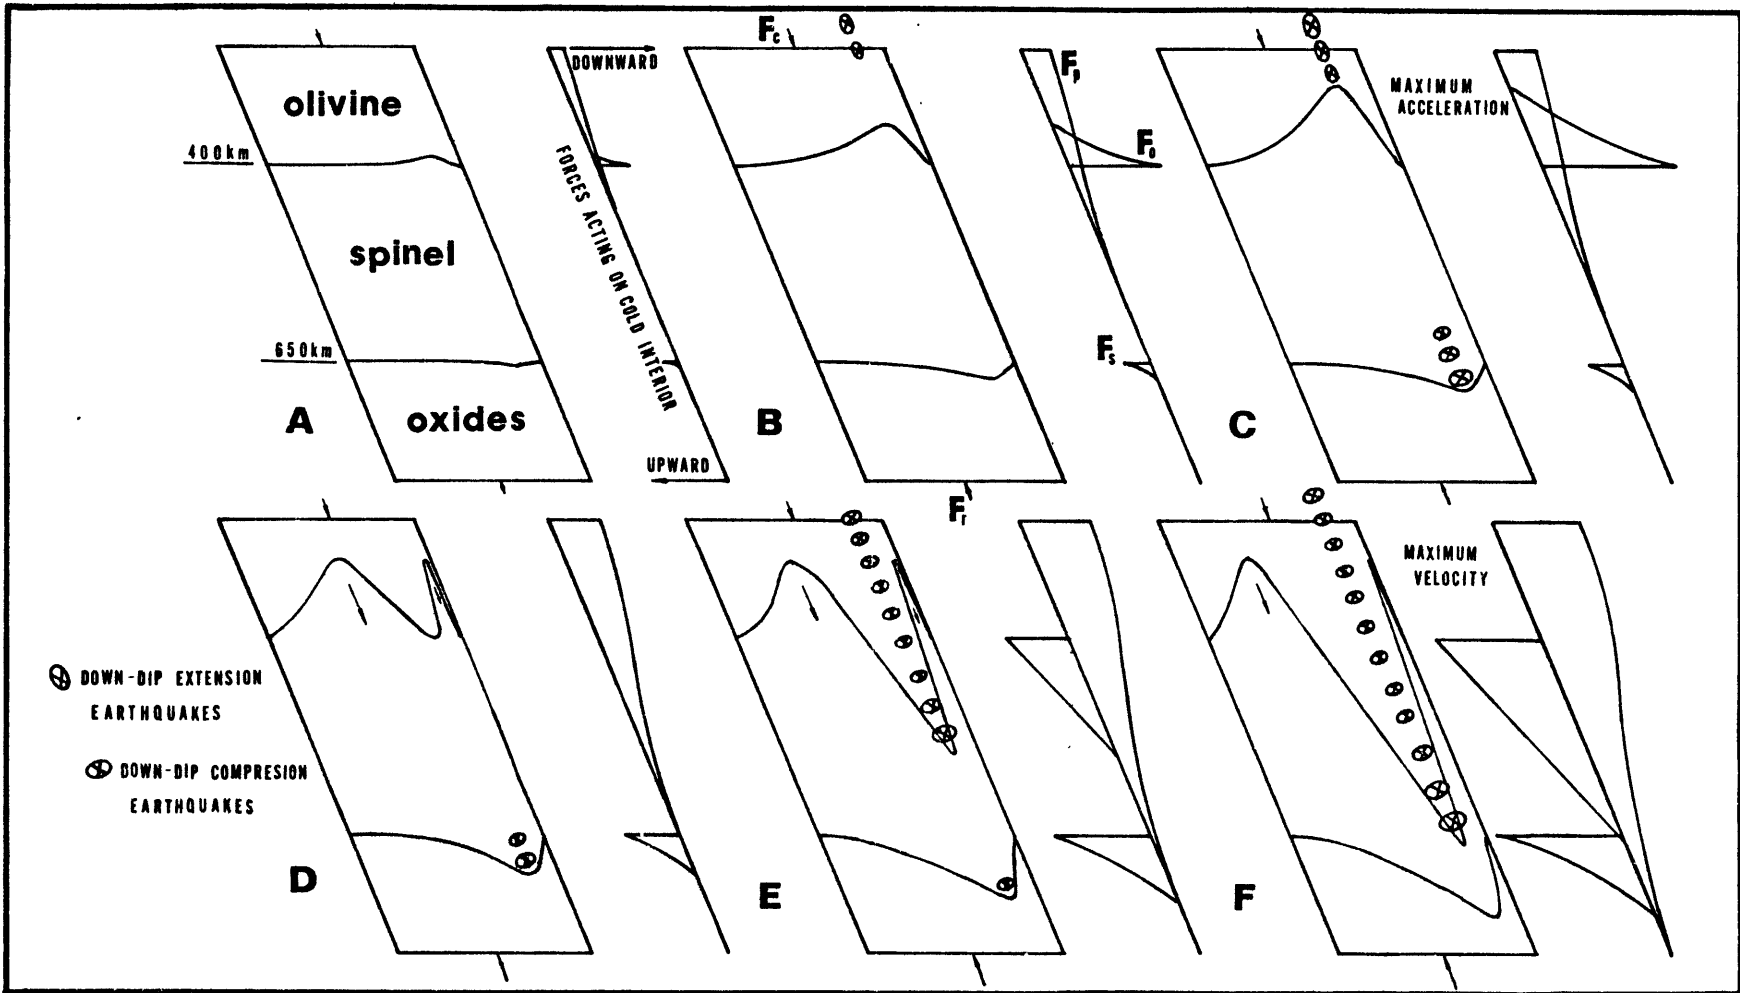 olivine
400km
spinel
650km
oxides
A
DOWNWARD
FORCES ACTING ON COLD INTERIOR
UPWARD
Fc
B
Fr
Fp
Fo
Fs
C
MAXIMUM
ACCELERATION
DOWN-DIP EXTENSION
EARTHQUAKES
DOWN-DIP COMPRESION
EARTHQUAKES
D
E
F
MAXIMUM
VELOCITY